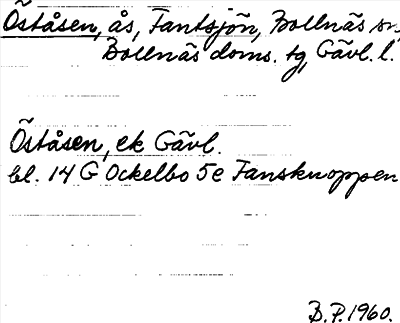 Öståsen, ås, Fantsjön, Bollnäs sn,
Bollnäs doms. tg, Gävl. l.
Öståsen, ek Gävl.
bl. 14 G Ockelbo 5e Fansknoppen
B.P. 1960.